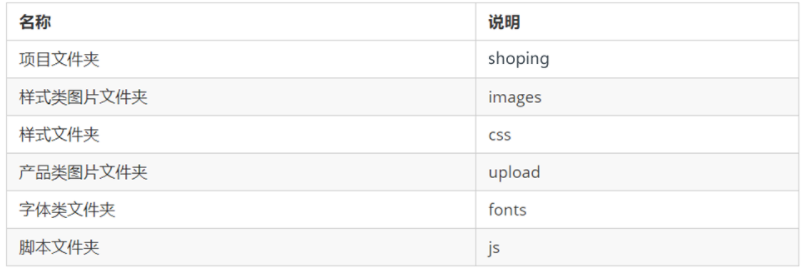 名称 说明
项目文件夹 shoping
样式类图片文件夹 images
样式文件夹 css
产品类图片文件夹 upload
字体类文件夹 fonts
脚本文件夹 js